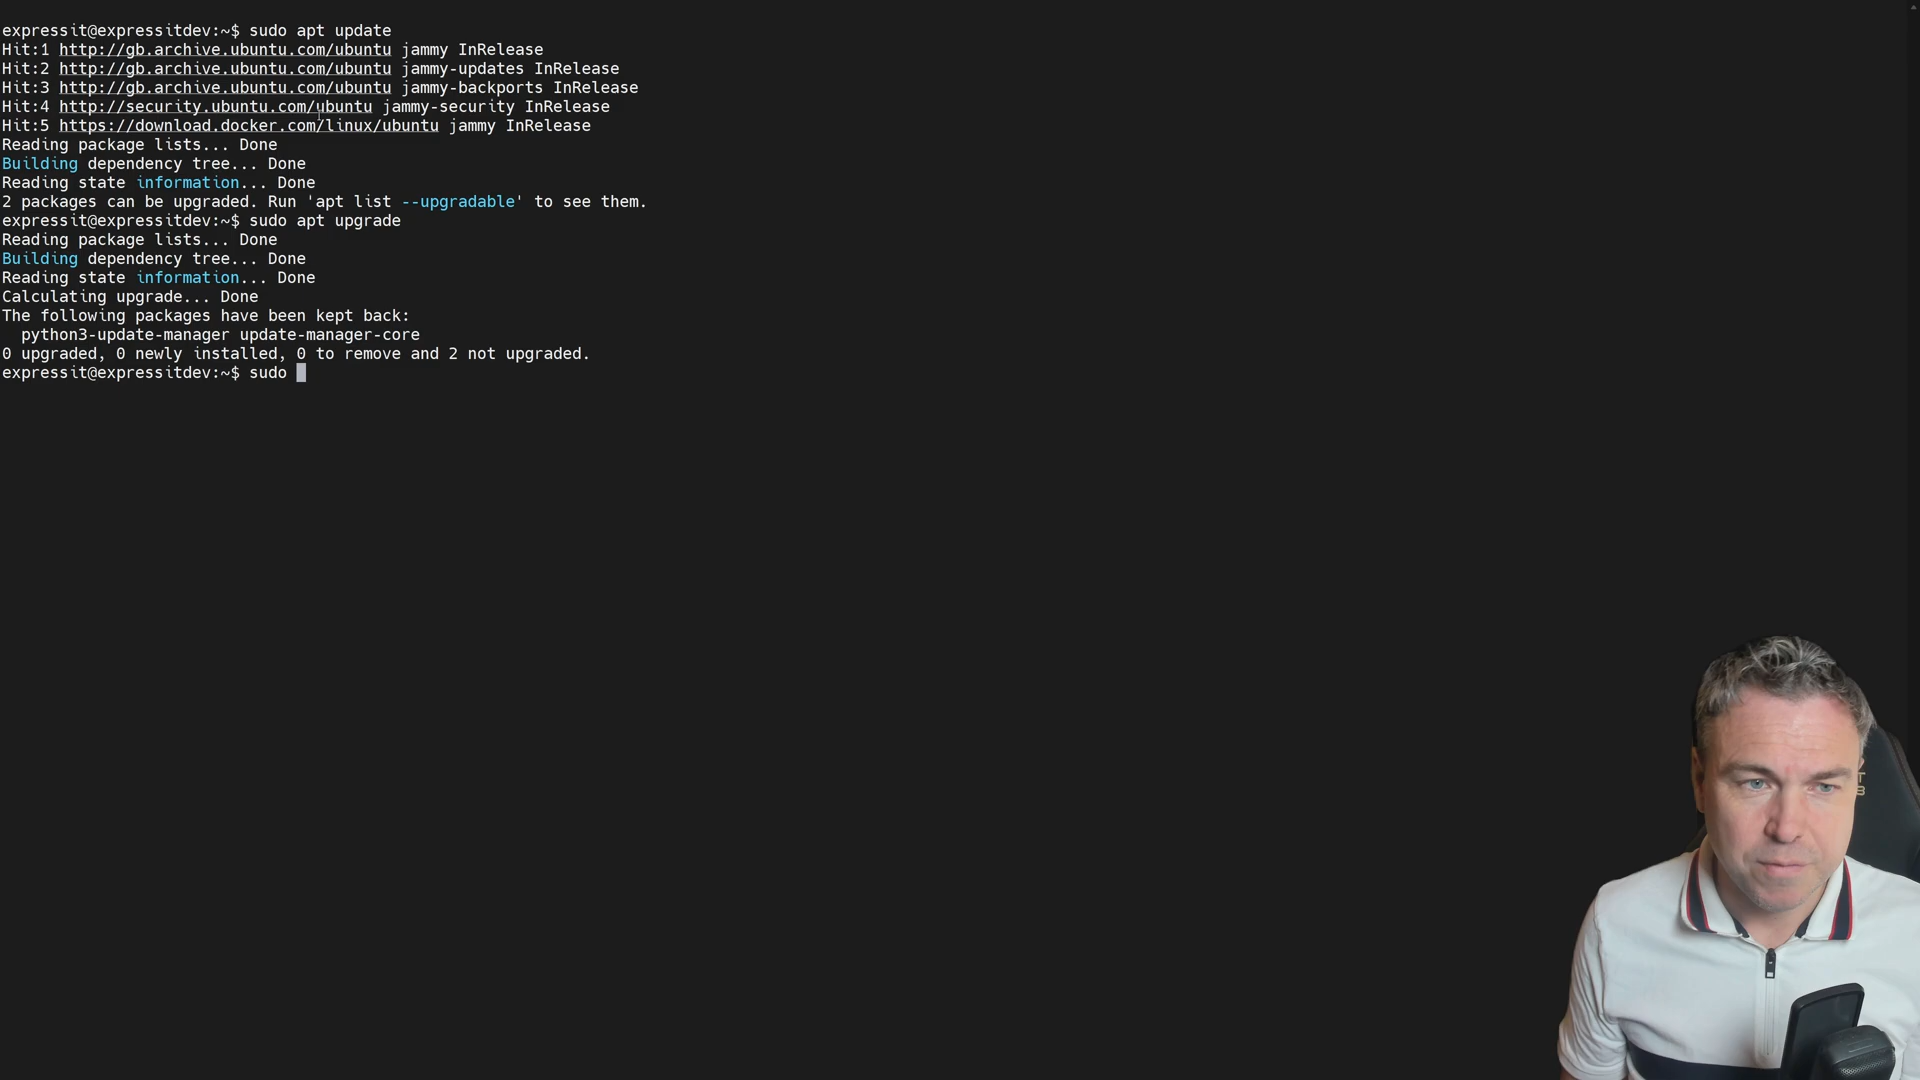 expressit@expressitdev:~$ sudo apt update
Hit:1 http://gb.archive.ubuntu.com/ubuntu jammy InRelease
Hit:2 http://gb.archive.ubuntu.com/ubuntu jammy-updates InRelease
Hit:3 http://gb.archive.ubuntu.com/ubuntu jammy-backports InRelease
Hit:4 http://security.ubuntu.com/ubuntu jammy-security InRelease
Hit:5 https://download.docker.com/linux/ubuntu jammy InRelease
Reading package lists... Done
Building dependency tree... Done
Reading state information... Done
2 packages can be upgraded. Run 'apt list --upgradable' to see them.
expressit@expressitdev:~$ sudo apt upgrade
Reading package lists... Done
Building dependency tree... Done
Reading state information... Done
Calculating upgrade... Done
The following packages have been kept back:
  python3-update-manager update-manager-core
0 upgraded, 0 newly installed, 0 to remove and 2 not upgraded.
expressit@expressitdev:~$ sudo